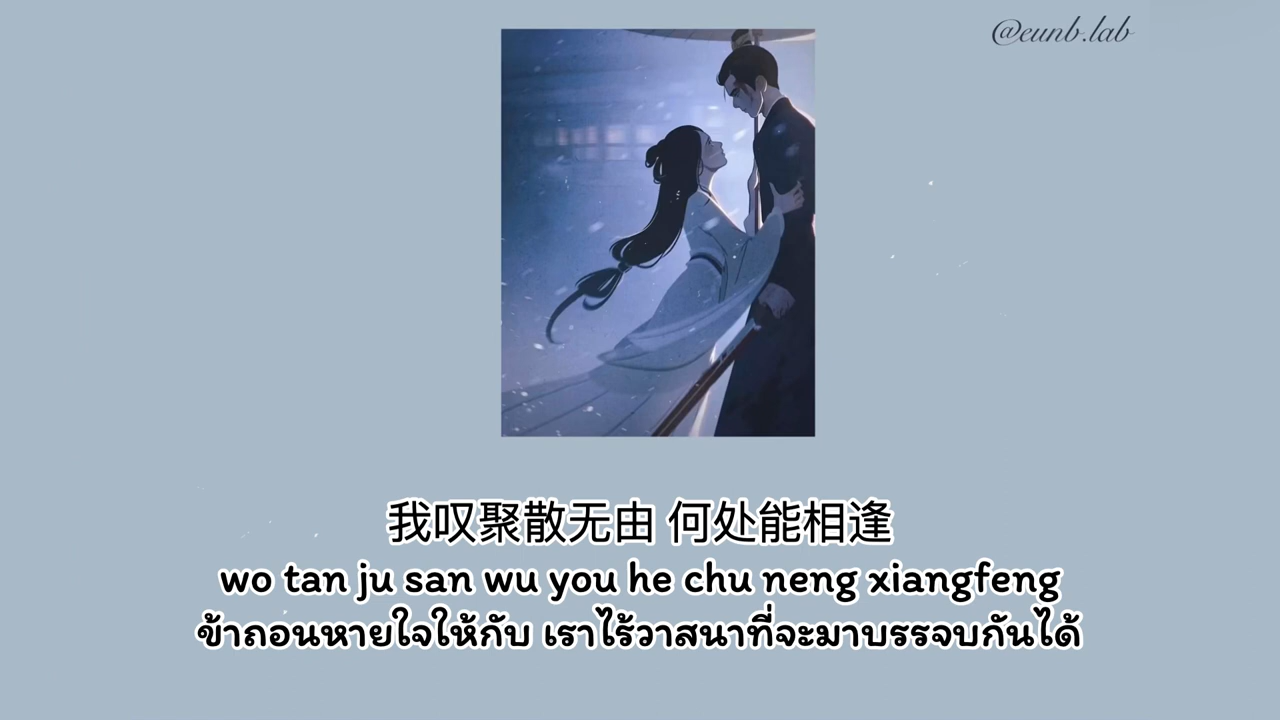 @eunb.lab
我叹聚散无由 何处能相逢
wo tan ju san wu you he chu neng xiangfeng
ข้าถอนหายใจให้กับ เราไร้วาสนาที่จะมาบรรจบกันได้